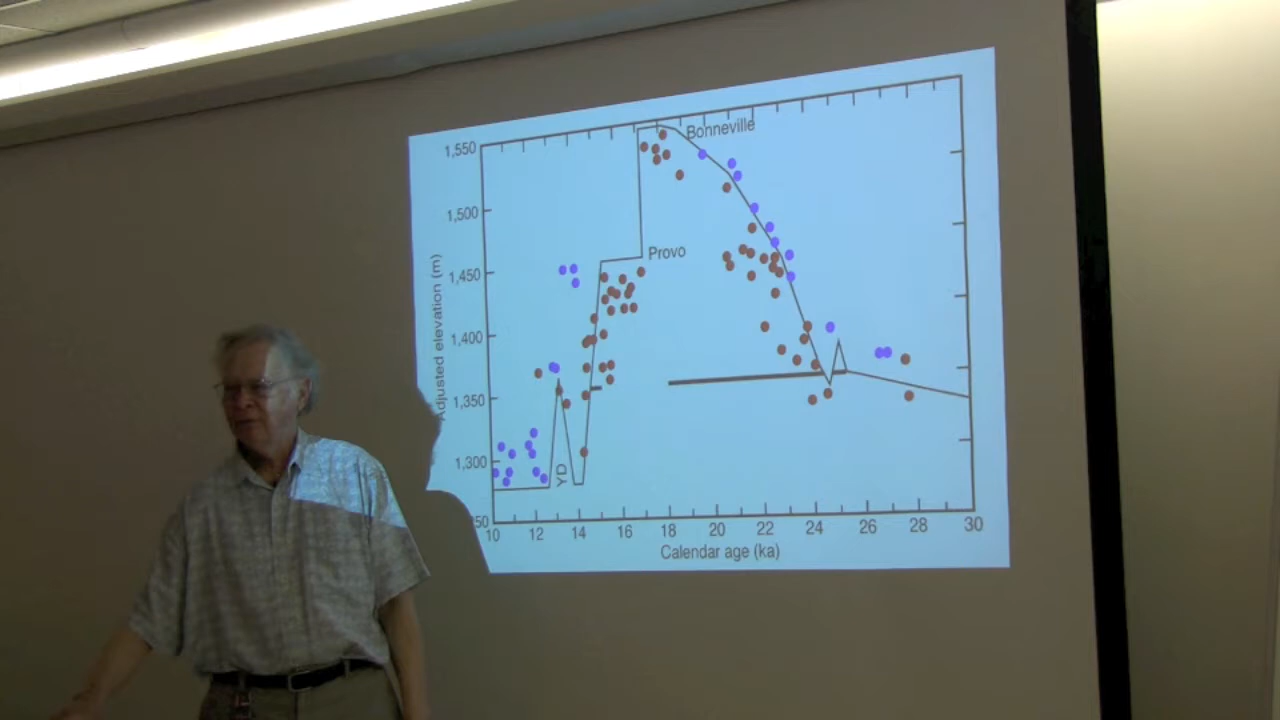 1,550
Bonneville
1,500
Provo
1,450
Adjusted elevation (m)
1,400
1,350
1,300
YD
50
10 12 14 16 18 20 22 24 26 28 30
Calendar age (ka)